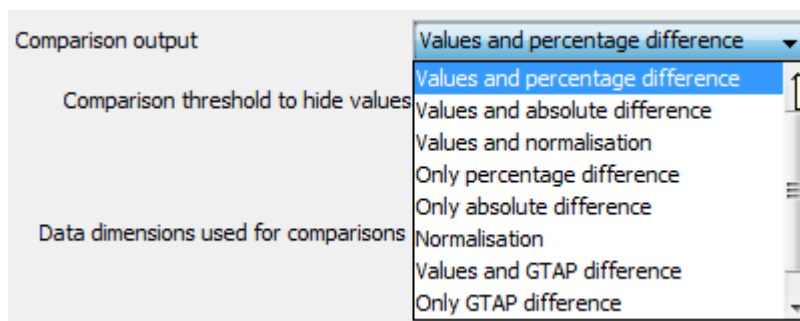 Comparison output
Values and percentage difference
Values and percentage difference
Comparison threshold to hide values
Values and absolute difference
Values and normalisation
Only percentage difference
Only absolute difference
Data dimensions used for comparisons
Normalisation
Values and GTAP difference
Only GTAP difference